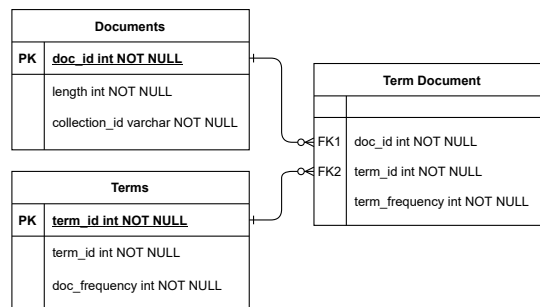 Documents
PK doc_id int NOT NULL
length int NOT NULL
collection_id varchar NOT NULL
Term Document
FK1 doc_id int NOT NULL
FK2 term_id int NOT NULL
term_frequency int NOT NULL
Terms
PK term_id int NOT NULL
term_id int NOT NULL
doc_frequency int NOT NULL